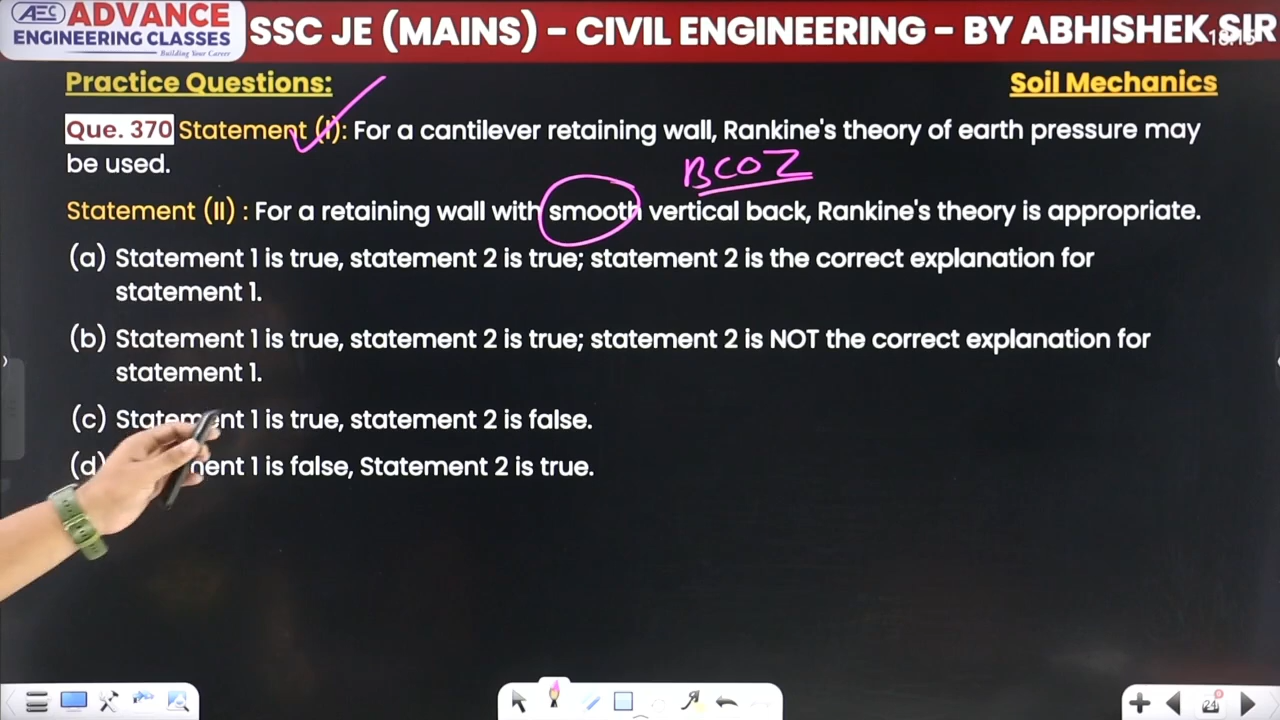 AEC ADVANCE
ENGINEERING CLASSES
Building Your Career
SSC JE (MAINS) - CIVIL ENGINEERING - BY ABHISHEK SIR
Practice Questions:
Soil Mechanics
Que. 370 Statement (I): For a cantilever retaining wall, Rankine's theory of earth pressure may
be used.
BCOZ
Statement (II) : For a retaining wall with smooth vertical back, Rankine's theory is appropriate.
(a) Statement 1 is true, statement 2 is true; statement 2 is the correct explanation for
statement 1.
(b) Statement 1 is true, statement 2 is true; statement 2 is NOT the correct explanation for
statement 1.
(c) Statement 1 is true, statement 2 is false.
(d) ment 1 is false, Statement 2 is true.
24